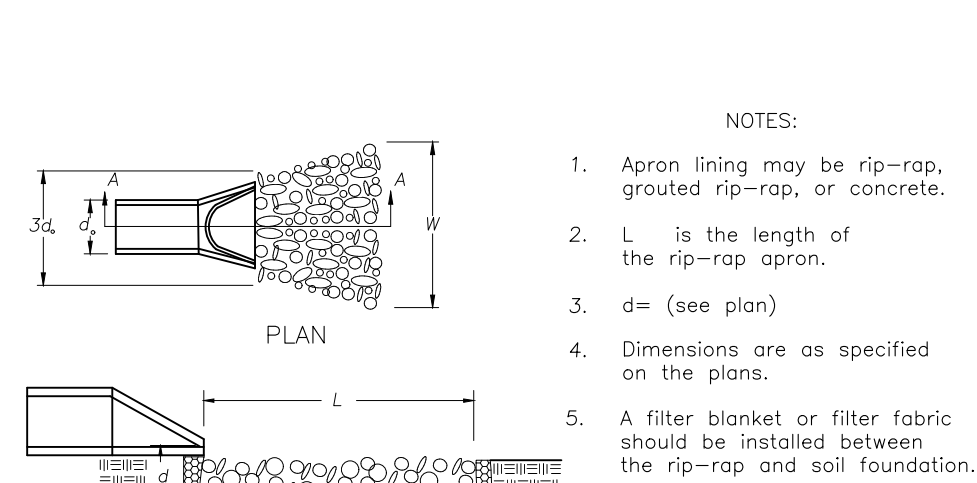 NOTES:
1. Apron lining may be rip-rap,
grouted rip-rap, or concrete.
2. L is the length of
the rip-rap apron.
3. d= (see plan)
4. Dimensions are as specified
on the plans.
5. A filter blanket or filter fabric
should be installed between
the rip-rap and soil foundation.
A
A
3d₀
d₀
W
PLAN
L
d